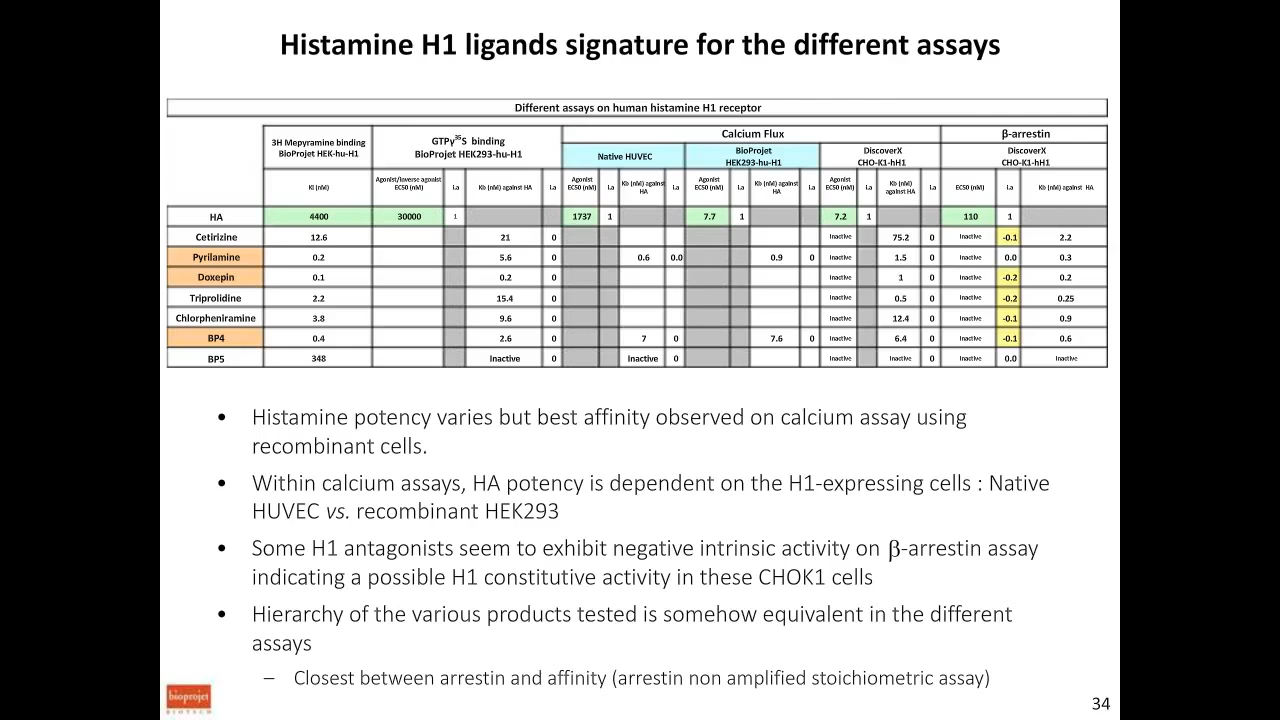 Histamine H1 ligands signature for the different assays
Different assays on human histamine H1 receptor
3H Mepyramine binding
BioProjet HEK-hu-H1
GTPγ35S binding
BioProjet HEK293-hu-H1
Calcium Flux
β-arrestin
Native HUVEC
BioProjet
HEK293-hu-H1
DiscoverX
CHO-K1-hH1
DiscoverX
CHO-K1-hH1
Ki (nM)
Agonist/Iuverse agonist
EC50 (nM)
I.a
Kb (nM) against HA
I.a
Agonist
EC50 (nM)
I.a
Kb (nM) against
HA
I.a
Agonist
EC50 (nM)
I.a
Kb (nM) against
HA
I.a
Agonist
EC50 (nM)
I.a
Kb (nM)
against HA
I.a
EC50 (nM)
I.a
Kb (nM) against HA
HA 4400 30000 1 1737 1 7.7 1 7.2 1 110 1
Cetirizine 12.6 21 0 Inactive 75.2 0 Inactive -0.1 2.2
Pyrilamine 0.2 5.6 0 0.6 0.0 0.9 0 Inactive 1.5 0 Inactive 0.0 0.3
Doxepin 0.1 0.2 0 Inactive 1 0 Inactive -0.2 0.2
Triprolidine 2.2 15.4 0 Inactive 0.5 0 Inactive -0.2 0.25
Chlorpheniramine 3.8 9.6 0 Inactive 12.4 0 Inactive -0.1 0.9
BP4 0.4 2.6 0 7 0 7.6 0 Inactive 6.4 0 Inactive -0.1 0.6
BP5 348 Inactive 0 Inactive 0 Inactive Inactive 0 Inactive 0.0 Inactive
• Histamine potency varies but best affinity observed on calcium assay using
recombinant cells.
• Within calcium assays, HA potency is dependent on the H1-expressing cells : Native
HUVEC vs. recombinant HEK293
• Some H1 antagonists seem to exhibit negative intrinsic activity on β-arrestin assay
indicating a possible H1 constitutive activity in these CHOK1 cells
• Hierarchy of the various products tested is somehow equivalent in the different
assays
– Closest between arrestin and affinity (arrestin non amplified stoichiometric assay)
bioprojet
BIOTECH
34